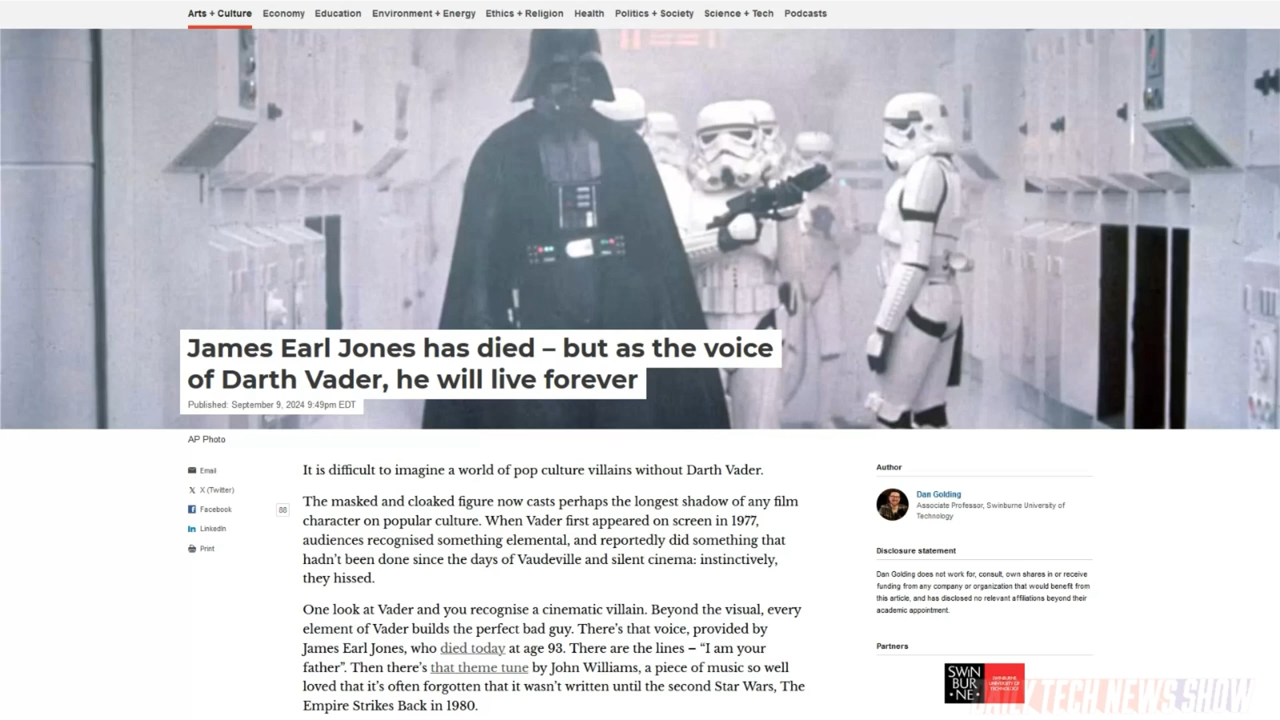 Arts + Culture Economy Education Environment + Energy Ethics + Religion Health Politics + Society Science + Tech Podcasts
James Earl Jones has died – but as the voice
of Darth Vader, he will live forever
Published: September 9, 2024 9:49pm EDT
AP Photo
Email
X (Twitter)
Facebook
88
LinkedIn
Print
It is difficult to imagine a world of pop culture villains without Darth Vader.
The masked and cloaked figure now casts perhaps the longest shadow of any film
character on popular culture. When Vader first appeared on screen in 1977,
audiences recognised something elemental, and reportedly did something that
hadn’t been done since the days of Vaudeville and silent cinema: instinctively,
they hissed.
One look at Vader and you recognise a cinematic villain. Beyond the visual, every
element of Vader builds the perfect bad guy. There’s that voice, provided by
James Earl Jones, who died today at age 93. There are the lines – “I am your
father”. Then there’s that theme tune by John Williams, a piece of music so well
loved that it’s often forgotten that it wasn’t written until the second Star Wars, The
Empire Strikes Back in 1980.
Author
Dan Golding
Associate Professor, Swinburne University of
Technology
Disclosure statement
Dan Golding does not work for, consult, own shares in or receive
funding from any company or organization that would benefit from
this article, and has disclosed no relevant affiliations beyond their
academic appointment.
Partners
SWIN
BUR
NE
SWINBURNE
UNIVERSITY OF
TECHNOLOGY
DAILY TECH NEWS SHOW